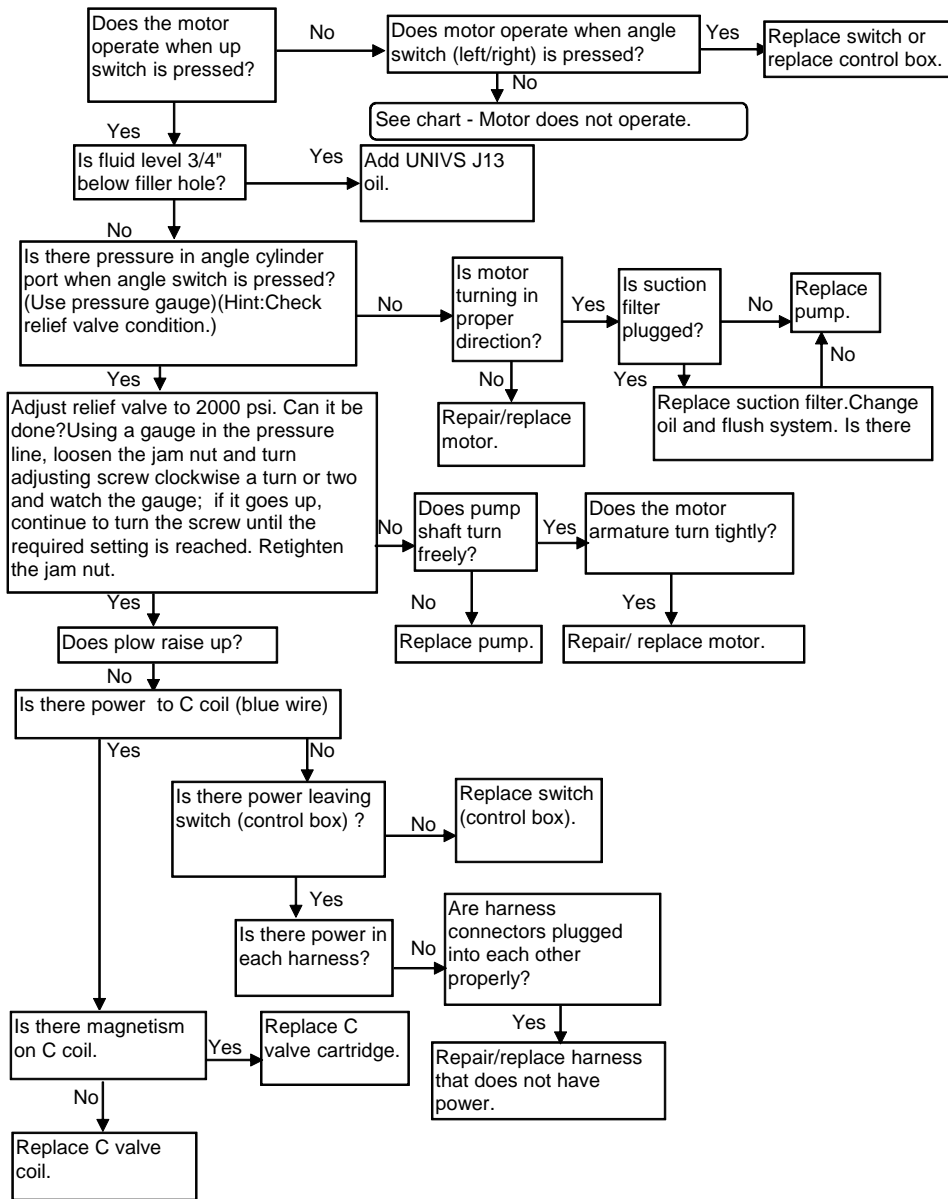 Does the motor
operate when up
switch is pressed?
No
Does motor operate when angle
switch (left/right) is pressed?
Yes
Replace switch or
replace control box.
No
See chart - Motor does not operate.
Yes
Is fluid level 3/4"
below filler hole?
Yes
Add UNIVS J13
oil.
No
Is there pressure in angle cylinder
port when angle switch is pressed?
(Use pressure gauge)(Hint:Check
relief valve condition.)
No
Is motor
turning in
proper
direction?
Yes
Is suction
filter
plugged?
No
Replace
pump.
No
Yes
No
Repair/replace
motor.
Replace suction filter.Change
oil and flush system. Is there
Yes
Adjust relief valve to 2000 psi. Can it be
done?Using a gauge in the pressure
line, loosen the jam nut and turn
adjusting screw clockwise a turn or two
and watch the gauge;  if it goes up,
continue to turn the screw until the
required setting is reached. Retighten
the jam nut.
No
Does pump
shaft turn
freely?
Yes
Does the motor
armature turn tightly?
No
Replace pump.
Yes
Repair/ replace motor.
Yes
Does plow raise up?
No
Is there power  to C coil (blue wire)
Yes
No
Is there power leaving
switch (control box) ?
No
Replace switch
(control box).
Yes
Is there power in
each harness?
No
Are harness
connectors plugged
into each other
properly?
Yes
Repair/replace harness
that does not have
power.
Is there magnetism
on C coil.
Yes
Replace C
valve cartridge.
No
Replace C valve
coil.